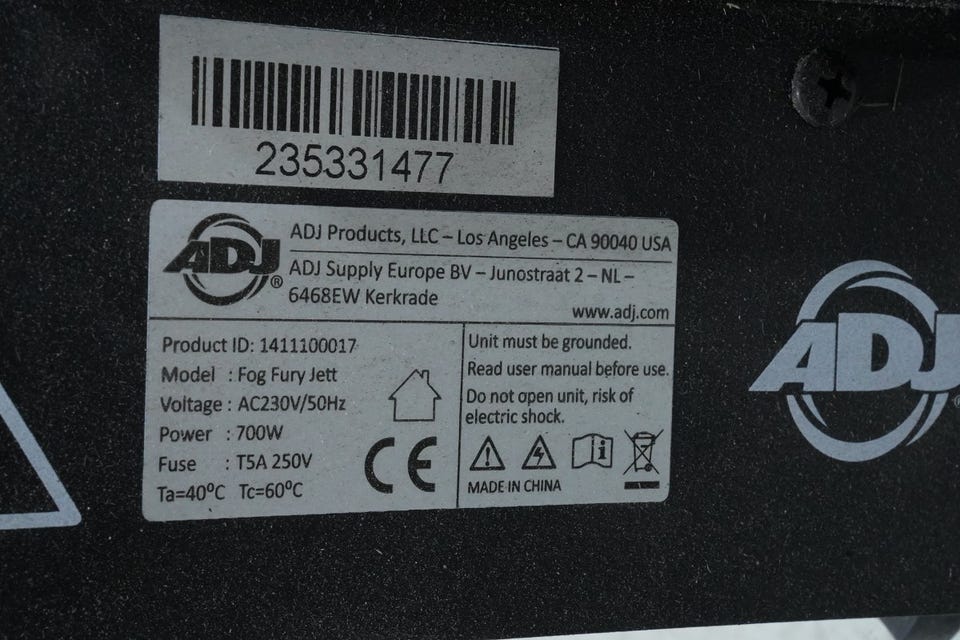 235331477
ADJ
®
ADJ Products, LLC – Los Angeles – CA 90040 USA
ADJ Supply Europe BV – Junostraat 2 – NL –
6468EW Kerkrade
www.adj.com
Product ID: 1411100017
Model : Fog Fury Jett
Voltage : AC230V/50Hz
Power : 700W
Fuse : T5A 250V
Ta=40°C Tc=60°C
CE
Unit must be grounded.
Read user manual before use.
Do not open unit, risk of
electric shock.
MADE IN CHINA
ADJ
®